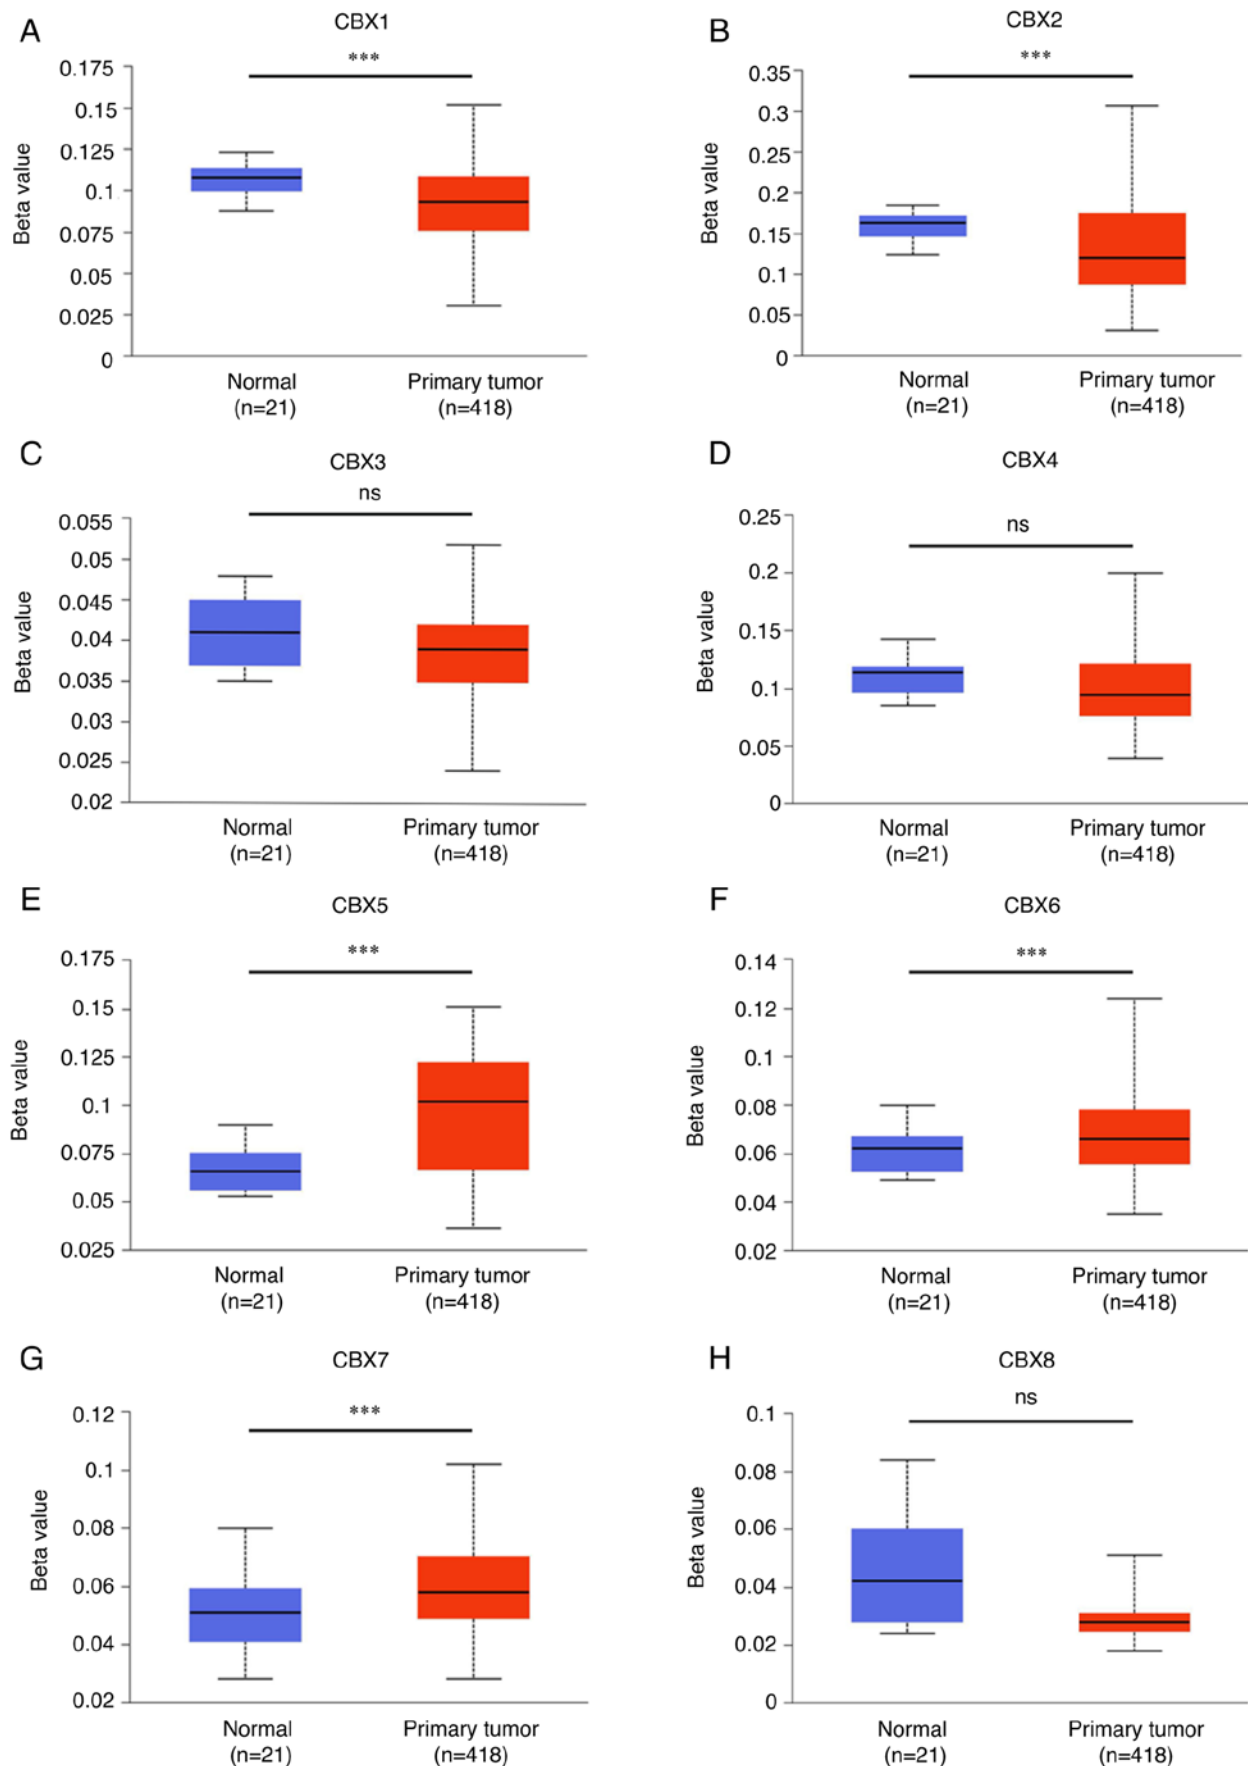 A
CBX1
***
0.175
0.15
0.125
0.1
0.075
0.05
0.025
0
Beta value
Normal
(n=21)
Primary tumor
(n=418)
B
CBX2
***
0.35
0.3
0.25
0.2
0.15
0.1
0.05
0
Beta value
Normal
(n=21)
Primary tumor
(n=418)
C
CBX3
ns
0.055
0.05
0.045
0.04
0.035
0.03
0.025
0.02
Beta value
Normal
(n=21)
Primary tumor
(n=418)
D
CBX4
ns
0.25
0.2
0.15
0.1
0.05
0
Beta value
Normal
(n=21)
Primary tumor
(n=418)
E
CBX5
***
0.175
0.15
0.125
0.1
0.075
0.05
0.025
Beta value
Normal
(n=21)
Primary tumor
(n=418)
F
CBX6
***
0.14
0.12
0.1
0.08
0.06
0.04
0.02
Beta value
Normal
(n=21)
Primary tumor
(n=418)
G
CBX7
***
0.12
0.1
0.08
0.06
0.04
0.02
Beta value
Normal
(n=21)
Primary tumor
(n=418)
H
CBX8
ns
0.1
0.08
0.06
0.04
0.02
0
Beta value
Normal
(n=21)
Primary tumor
(n=418)